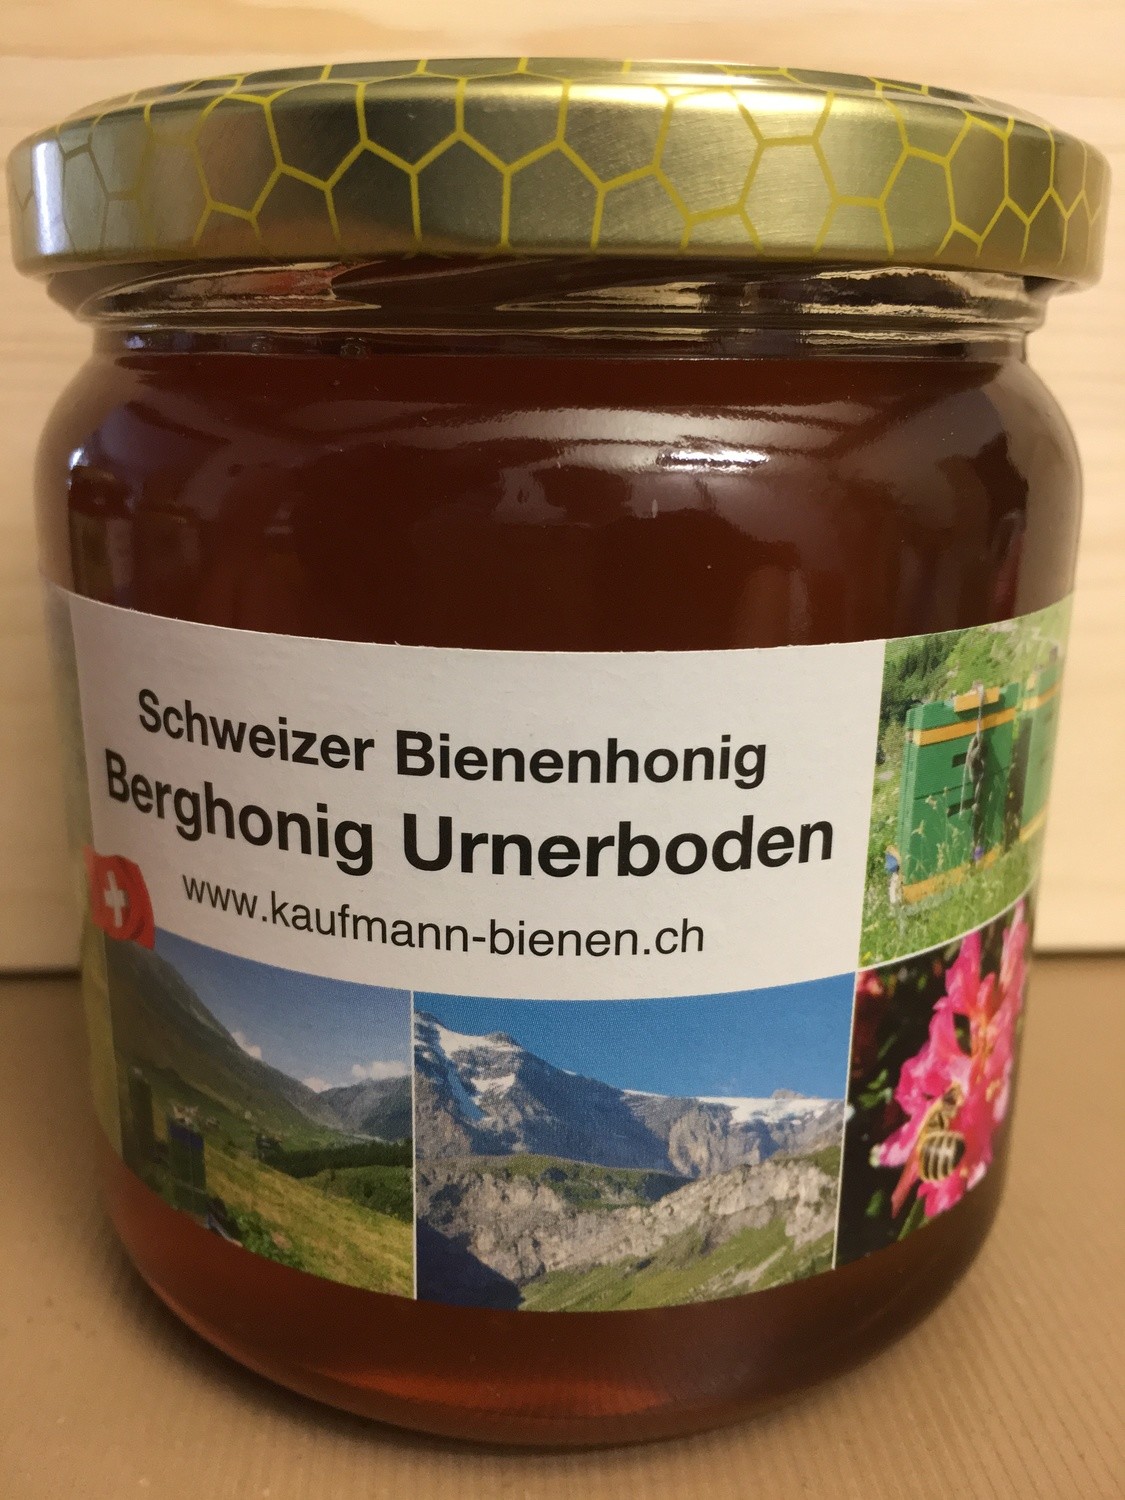 Schweizer Bienenhonig
Berghonig Urnerboden
www.kaufmann-bienen.ch